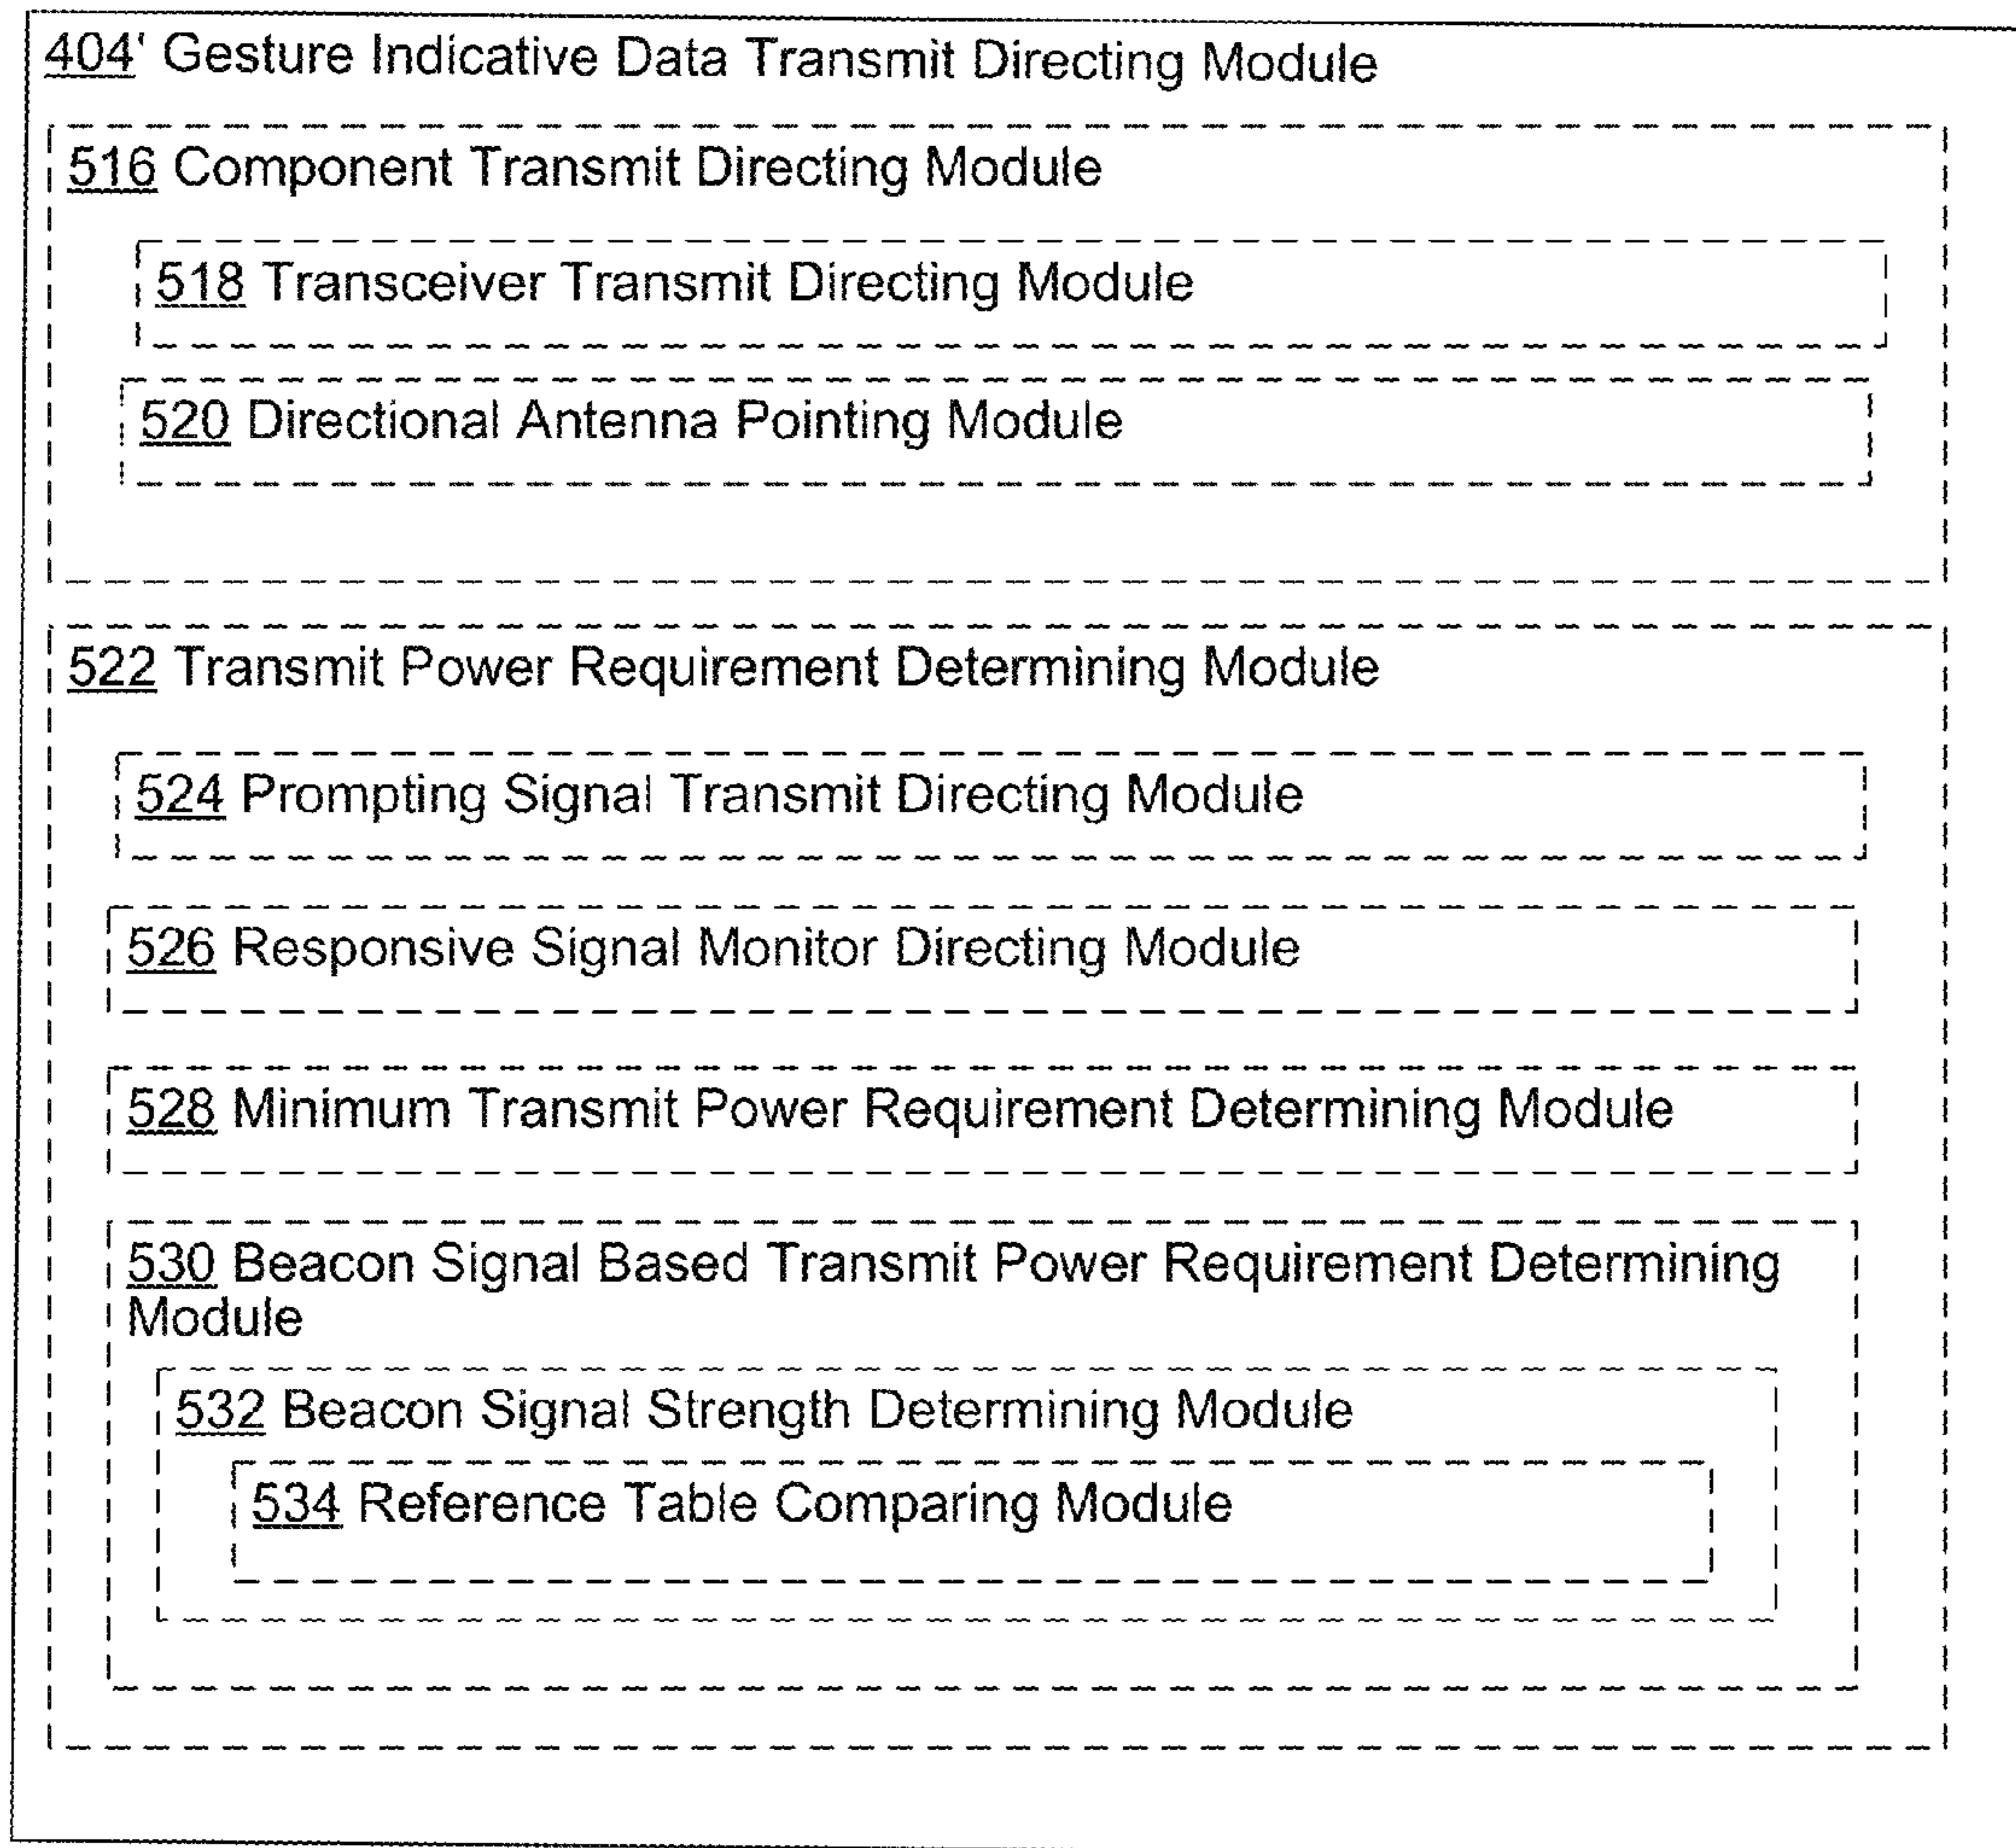 404' Gesture Indicative Data Transmit Directing Module
516 Component Transmit Directing Module
518 Transceiver Transmit Directing Module
520 Directional Antenna Pointing Module
522 Transmit Power Requirement Determining Module
524 Prompting Signal Transmit Directing Module
526 Responsive Signal Monitor Directing Module
528 Minimum Transmit Power Requirement Determining Module
530 Beacon Signal Based Transmit Power Requirement Determining
Module
532 Beacon Signal Strength Determining Module
534 Reference Table Comparing Module